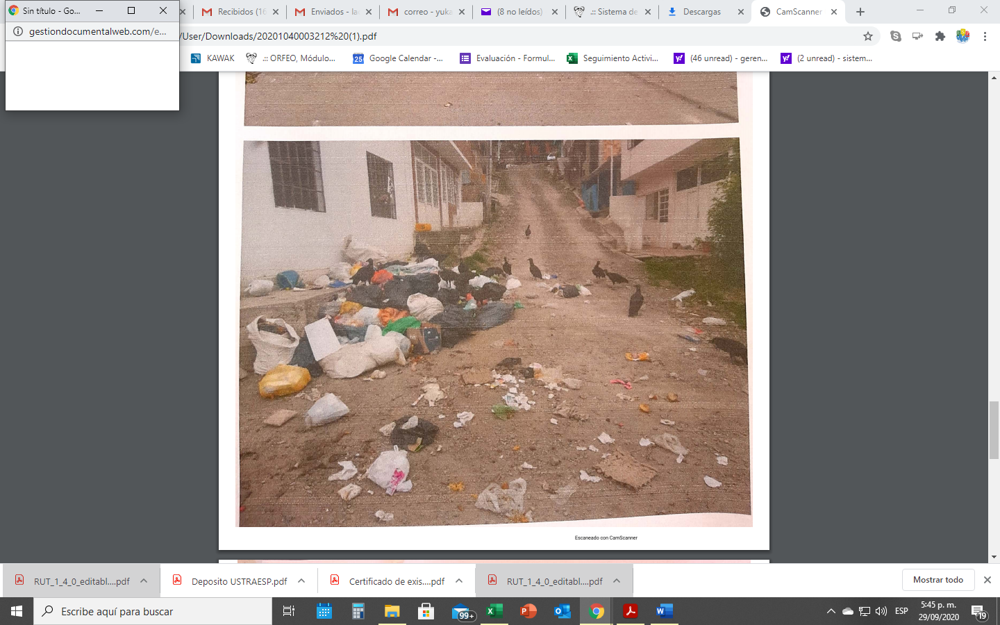 Sin título - Go...
gestiondocumentalweb.com/e...
Recibidos (16
Enviados - la
correo - yuka
(8 no leídos)
.:: Sistema de
Descargas
CamScanner
/User/Downloads/20201040003212%20(1).pdf
KAWAK
.:: ORFEO, Módulo...
Google Calendar -...
Evaluación - Formul...
Seguimiento Activi...
(46 unread) - geren...
(2 unread) - sistem...
Escaneado con CamScanner
RUT_1_4_0_editabl....pdf
Deposito USTRAESP.pdf
Certificado de exis....pdf
RUT_1_4_0_editabl....pdf
Mostrar todo
Escribe aquí para buscar
99+
ESP
5:45 p. m.
29/09/2020
19